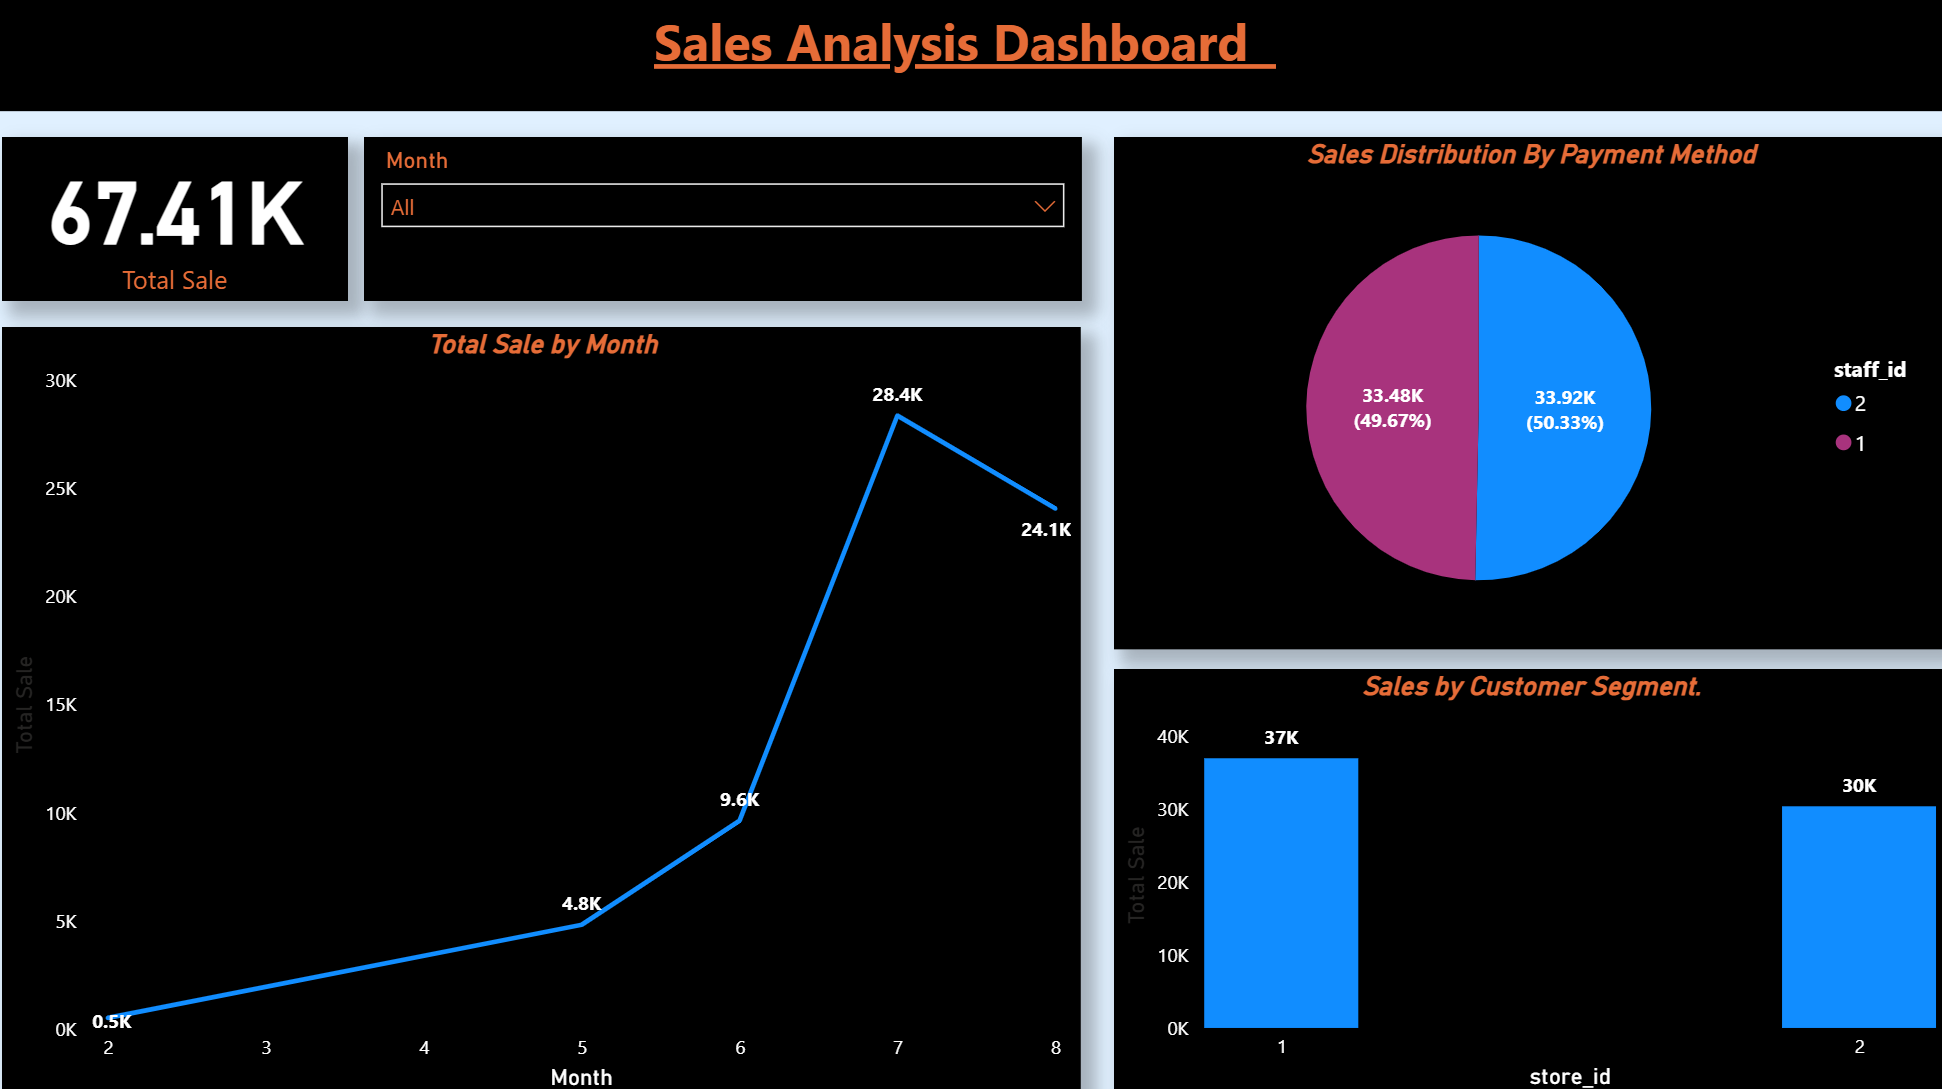 Sales Analysis Dashboard
67.41K
Total Sale
Month
All
Total Sale by Month
30K
25K
20K
15K
10K
5K
0K
Total Sale
0.5K
4.8K
9.6K
28.4K
24.1K
2 3 4 5 6 7 8
Month
Sales Distribution By Payment Method
33.48K
(49.67%)
33.92K
(50.33%)
staff_id
2
1
Sales by Customer Segment.
40K
30K
20K
10K
0K
Total Sale
37K
30K
1 2
store_id